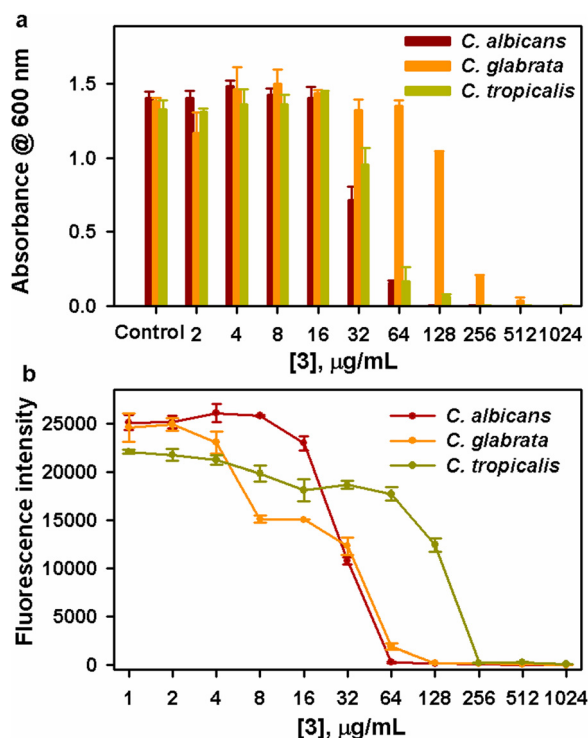 a
Absorbance @ 600 nm
1.5
1.0
0.5
0.0
C. albicans
C. glabrata
C. tropicalis
Control 2 4 8 16 32 64 128 256 512 1024
[3], µg/mL
b
Fluorescence intensity
25000
20000
15000
10000
5000
0
C. albicans
C. glabrata
C. tropicalis
1 2 4 8 16 32 64 128 256 512 1024
[3], µg/mL